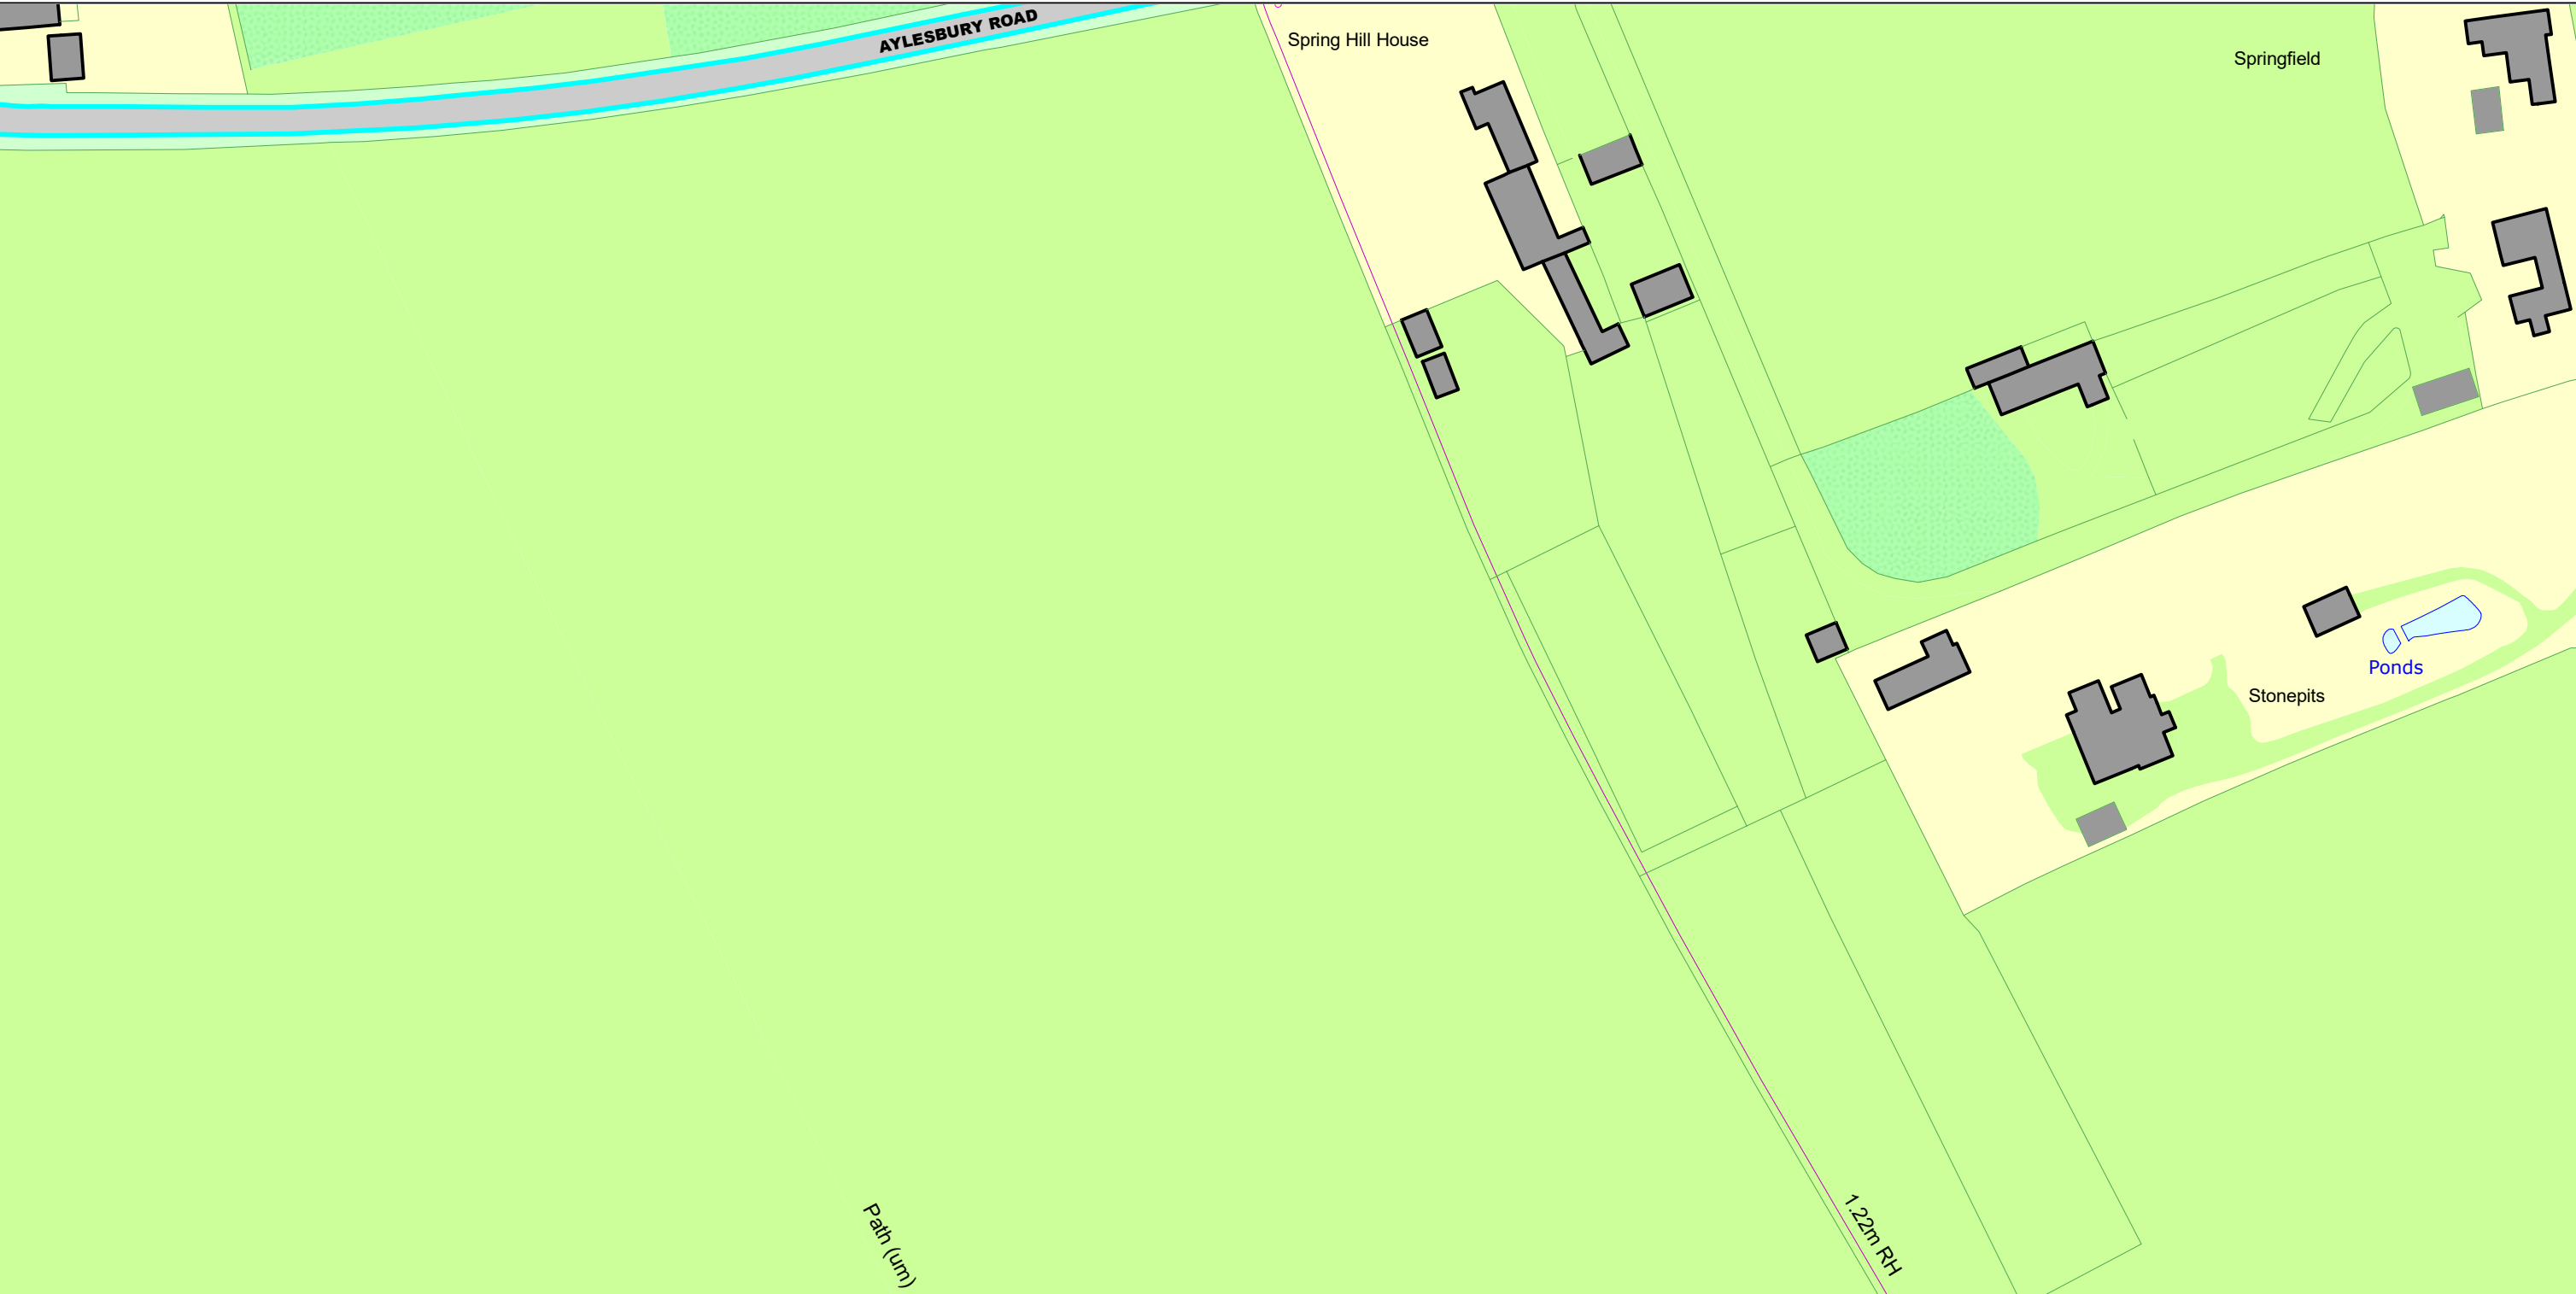 AYLESBURY ROAD
Spring Hill House
Springfield
Ponds
Stonepits
Path (um)
1.22m RH